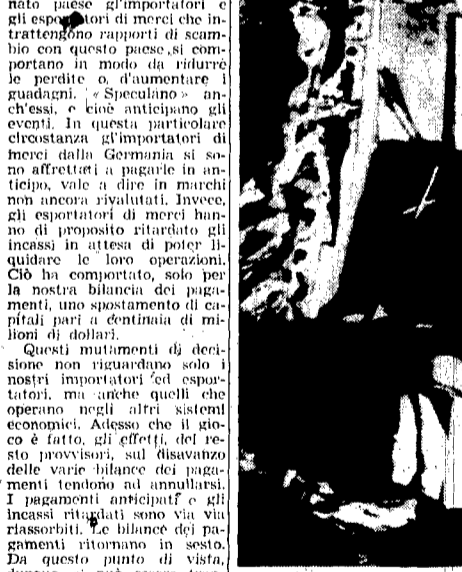 nato paese gl'importatori e
gli esportatori di merci che in-
trattengono rapporti di scam-
bio con questo paese si com-
portano in modo da ridurre
le perdite o d'aumentare i
guadagni. « Speculano » an-
ch'essi, e cioè anticipano gli
eventi. In questa particolare
circostanza gl'importatori di
merci dalla Germania si so-
no affrettati a pagarle in an-
ticipo, vale a dire in marchi
non ancora rivalutati. Invece,
gli esportatori di merci han-
no di proposito ritardato gli
incassi in attesa di poter li-
quidare le loro operazioni.
Ciò ha comportato, solo per
la nostra bilancia dei paga-
menti, uno spostamento di ca-
pitali pari a centinaia di mi-
lioni di dollari.
Questi mutamenti di deci-
sione non riguardano solo i
nostri importatori ed espor-
tatori, ma anche quelli che
operano negli altri sistemi
economici. Adesso che il gio-
co è fatto, gli effetti, del re-
sto provvisori, sul disavanzo
delle varie bilance dei paga-
menti tendono ad annullarsi.
I pagamenti anticipati e gli
incassi ritardati sono via via
riassorbiti. Le bilance dei pa-
gamenti ritornano in sesto.
Da questo punto di vista,